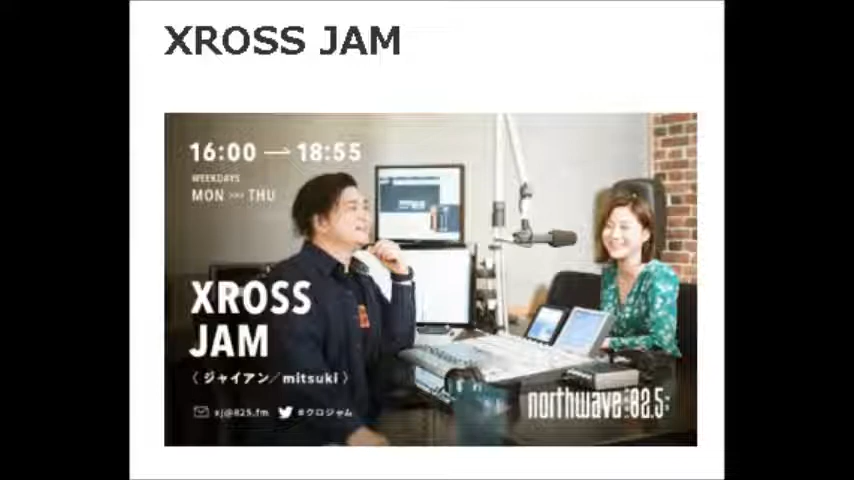 XROSS JAM
16:00 — 18:55
WEEKDAYS
MON >>> THU
XROSS
JAM
〈 ジャイアン／mitsuki 〉
xj@825.fm #クロジャム
northwave 82.5